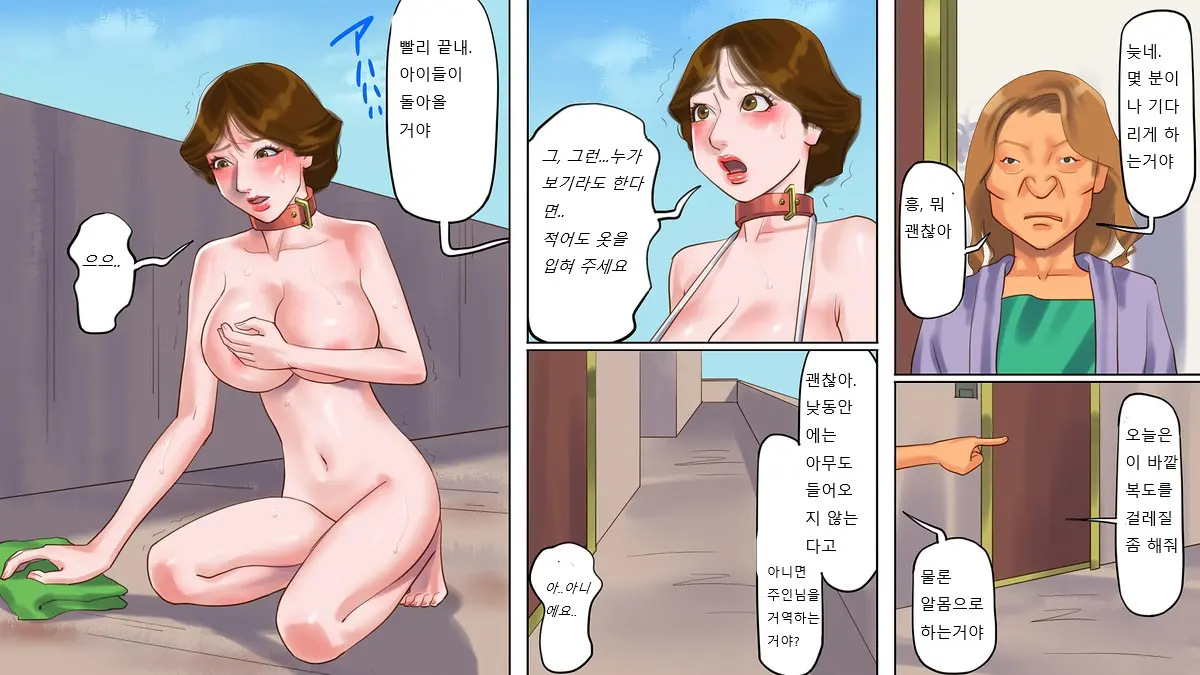 늦네.
몇 분이
나 기다
리게 하
는거야
흥, 뭐
괜찮아
오늘은
이 바깥
복도를
걸레질
좀 해줘
물론
알몸으로
하는거야
그, 그런...누가
보기라도 한다
면..
적어도 옷을
입혀 주세요
괜찮아.
낮동안
에는
아무도
들어오
지 않는
다고
아니면
주인님을
거역하는
거야?
아..아니
에요..
빨리 끝내.
아이들이
돌아올
거야
ア
으으..